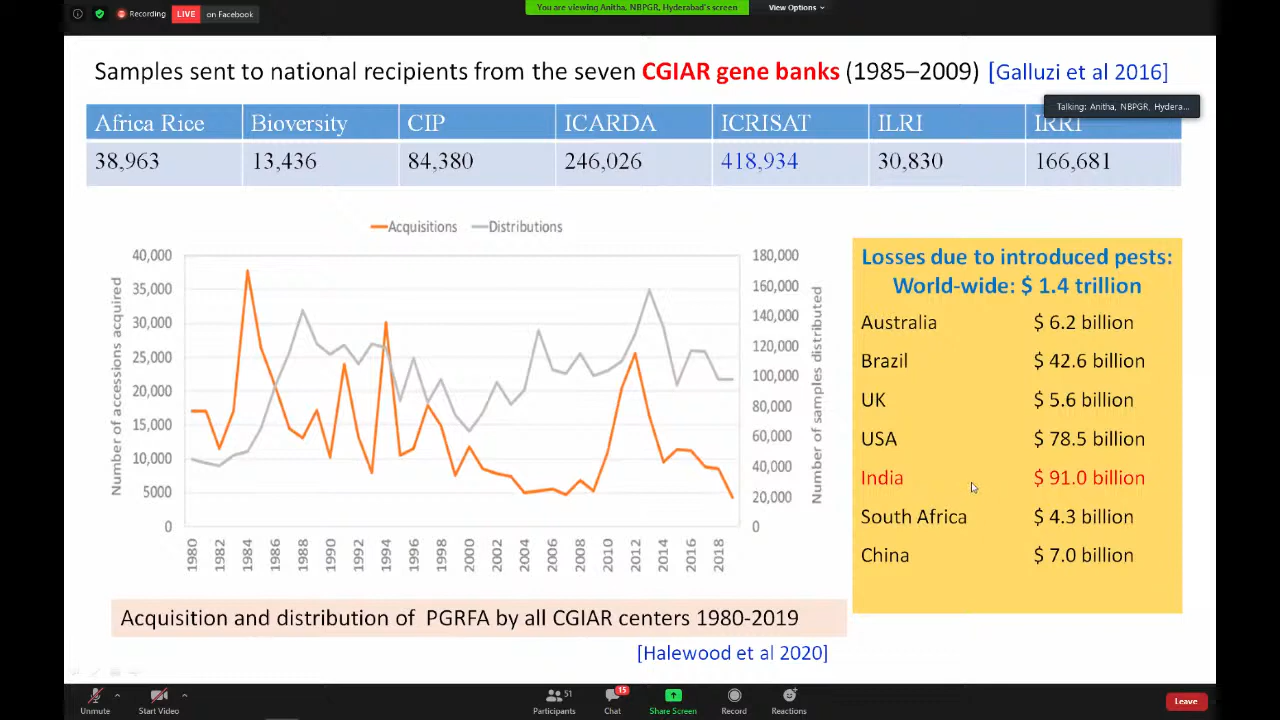 Recording
LIVE on Facebook
You are viewing Anitha, NBPGR, Hyderabad's screen
View Options
Samples sent to national recipients from the seven CGIAR gene banks (1985–2009) [Galluzi et al 2016]
Talking: Anitha, NBPGR, Hydera...
Africa Rice Bioversity CIP ICARDA ICRISAT ILRI IRRI
38,963 13,436 84,380 246,026 418,934 30,830 166,681
Acquisitions Distributions
Number of accessions acquired
40,000
35,000
30,000
25,000
20,000
15,000
10,000
5000
0
180,000
160,000
140,000
120,000
100,000
80,000
60,000
40,000
20,000
0
Number of samples distributed
1980 1982 1984 1986 1988 1990 1992 1994 1996 1998 2000 2002 2004 2006 2008 2010 2012 2014 2016 2018
Losses due to introduced pests:
World-wide: $ 1.4 trillion
Australia $ 6.2 billion
Brazil $ 42.6 billion
UK $ 5.6 billion
USA $ 78.5 billion
India $ 91.0 billion
South Africa $ 4.3 billion
China $ 7.0 billion
Acquisition and distribution of PGRFA by all CGIAR centers 1980-2019
[Halewood et al 2020]
Unmute
Start Video
51
Participants
15
Chat
Share Screen
Record
Reactions
Leave